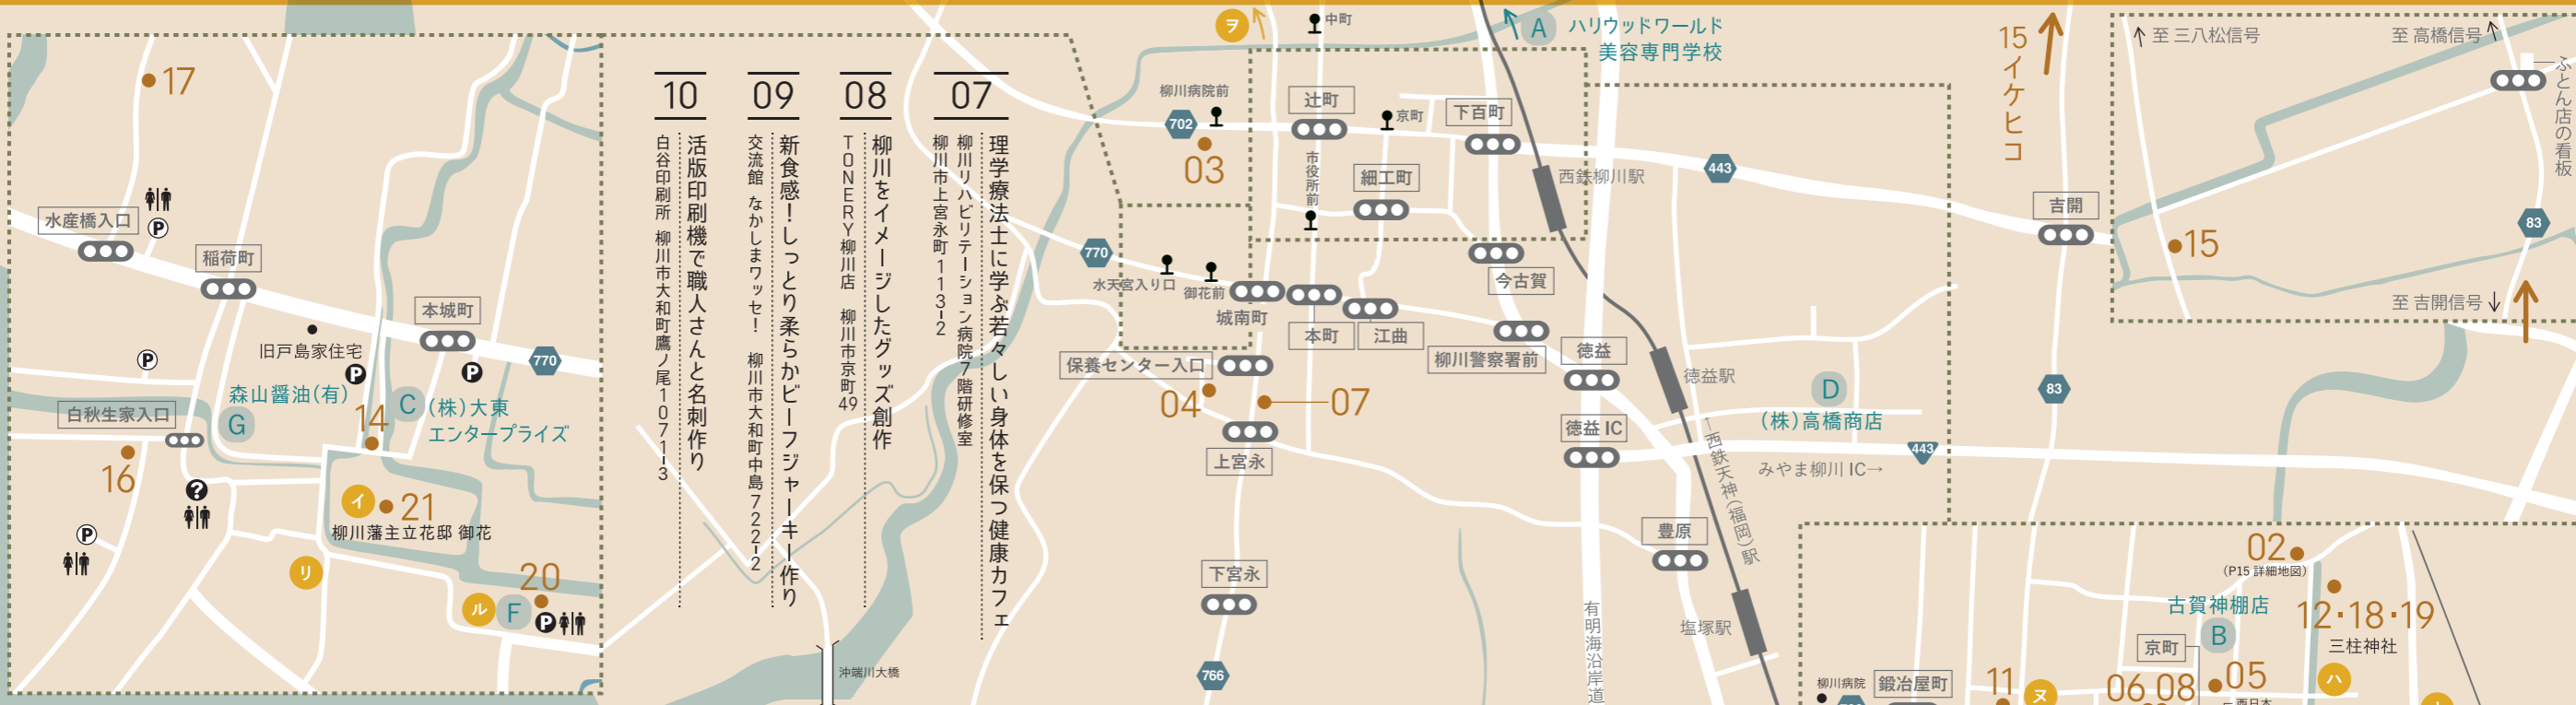 17
水産橋入口
P
稲荷町
本城町
旧戸島家住宅
P
P
P
770
森山醤油(有)
G
C
(株)大東
エンタープライズ
14
白秋生家入口
16
?
P
イ
21
柳川藩主立花邸 御花
リ
20
ル
F
P
07
理学療法士に学ぶ若々しい身体を保つ健康カフェ
柳川リハビリテーション病院7階研修室
柳川市上宮永町113-2
08
柳川をイメージしたグッズ創作
TONERY柳川店 柳川市京町49
09
新食感！しっとり柔らかビーフジャーキー作り
交流館 なかしまワッセ！ 柳川市大和町中島722-2
10
活版印刷機で職人さんと名刺作り
白谷印刷所 柳川市大和町鷹ノ尾1071-3
沖端川大橋
ヲ
中町
A
ハリウッドワールド
美容専門学校
柳川病院前
702
03
辻町
京町
下百町
市役所前
細工町
西鉄柳川駅
443
770
水天宮入り口
御花前
城南町
本町
江曲
今古賀
柳川警察署前
保養センター入口
04
07
上宮永
徳益
徳益 IC
徳益駅
D
(株)高橋商店
443
みやま柳川 IC→
←西鉄天神(福岡)駅
下宮永
766
豊原
塩塚駅
有明海沿岸道
15イケヒコ
吉開
83
至 三八松信号
至 高橋信号
ふとん店の看板
83
15
至 吉開信号
02
(P15 詳細地図)
古賀神棚店
B
12・18・19
三柱神社
京町
05
06 08
ハ
柳川病院
鍛冶屋町
11
ヌ
西日本